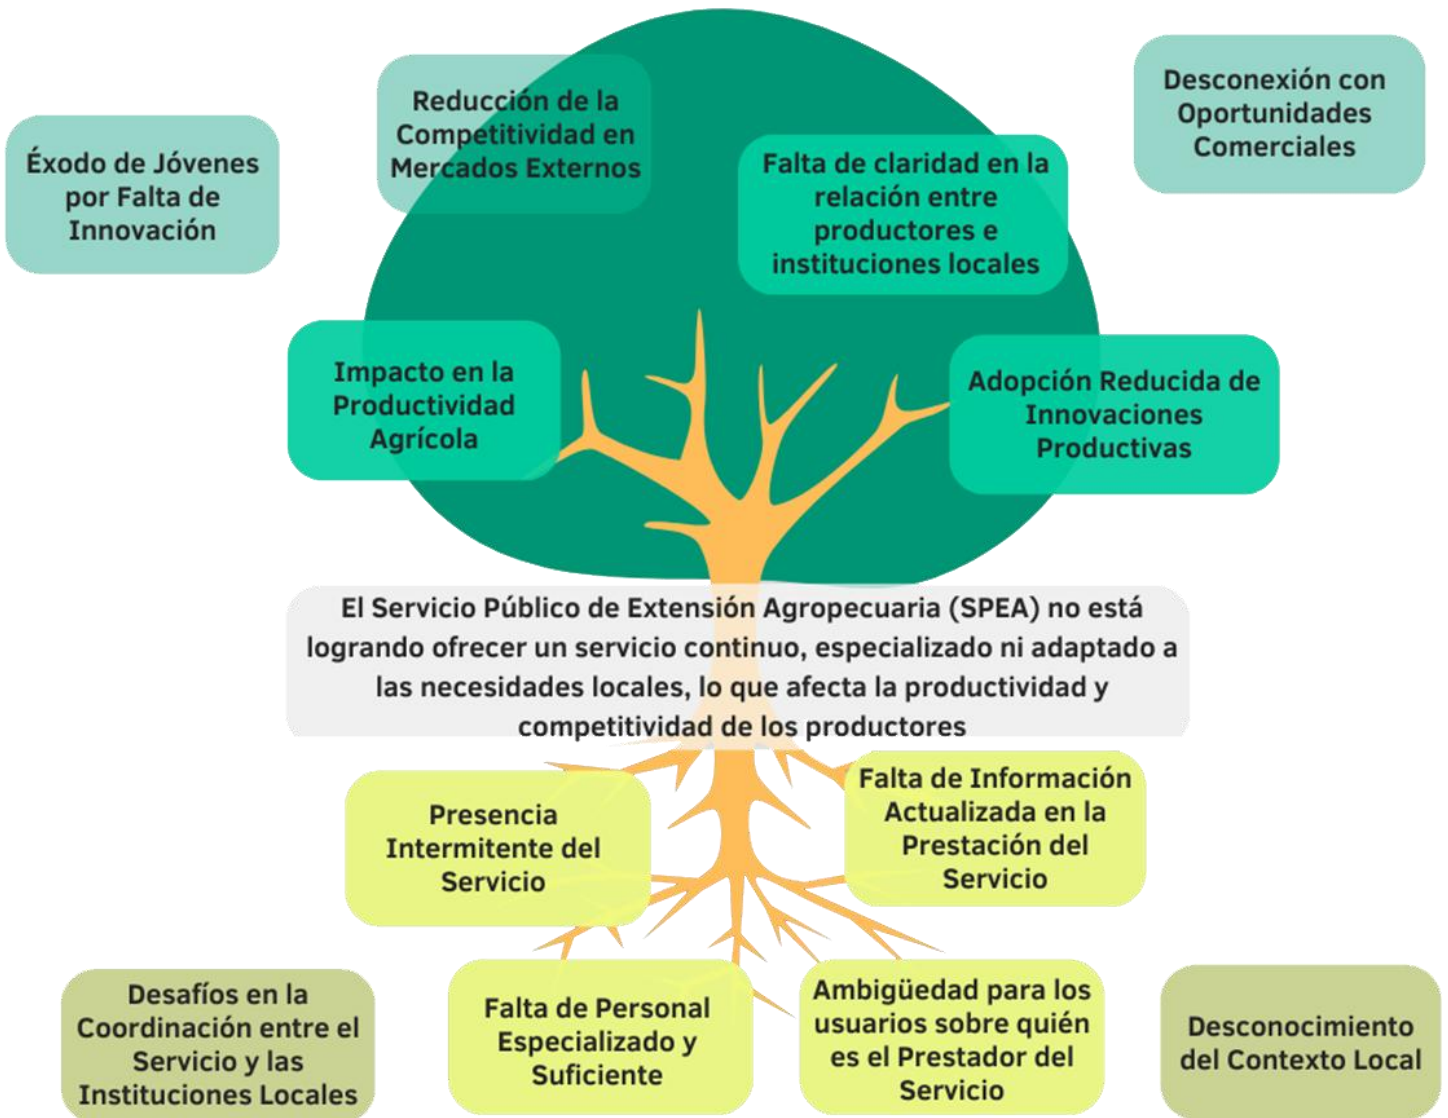 Éxodo de Jóvenes
por Falta de
Innovación
Reducción de la
Competitividad en
Mercados Externos
Falta de claridad en la
relación entre
productores e
instituciones locales
Desconexión con
Oportunidades
Comerciales
Impacto en la
Productividad
Agrícola
Adopción Reducida de
Innovaciones
Productivas
El Servicio Público de Extensión Agropecuaria (SPEA) no está
logrando ofrecer un servicio continuo, especializado ni adaptado a
las necesidades locales, lo que afecta la productividad y
competitividad de los productores
Presencia
Intermitente del
Servicio
Falta de Información
Actualizada en la
Prestación del
Servicio
Desafíos en la
Coordinación entre el
Servicio y las
Instituciones Locales
Falta de Personal
Especializado y
Suficiente
Ambigüedad para los
usuarios sobre quién
es el Prestador del
Servicio
Desconocimiento
del Contexto Local